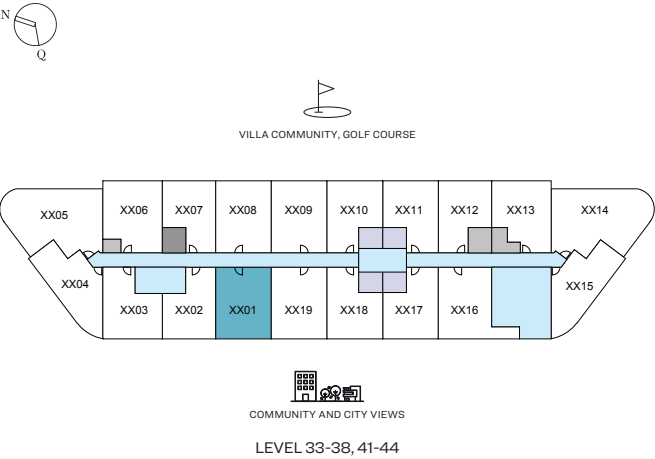 N
Q
VILLA COMMUNITY, GOLF COURSE
XX05 XX06 XX07 XX08 XX09 XX10 XX11 XX12 XX13 XX14
XX04 XX03 XX02 XX01 XX19 XX18 XX17 XX16 XX15
COMMUNITY AND CITY VIEWS
LEVEL 33-38, 41-44